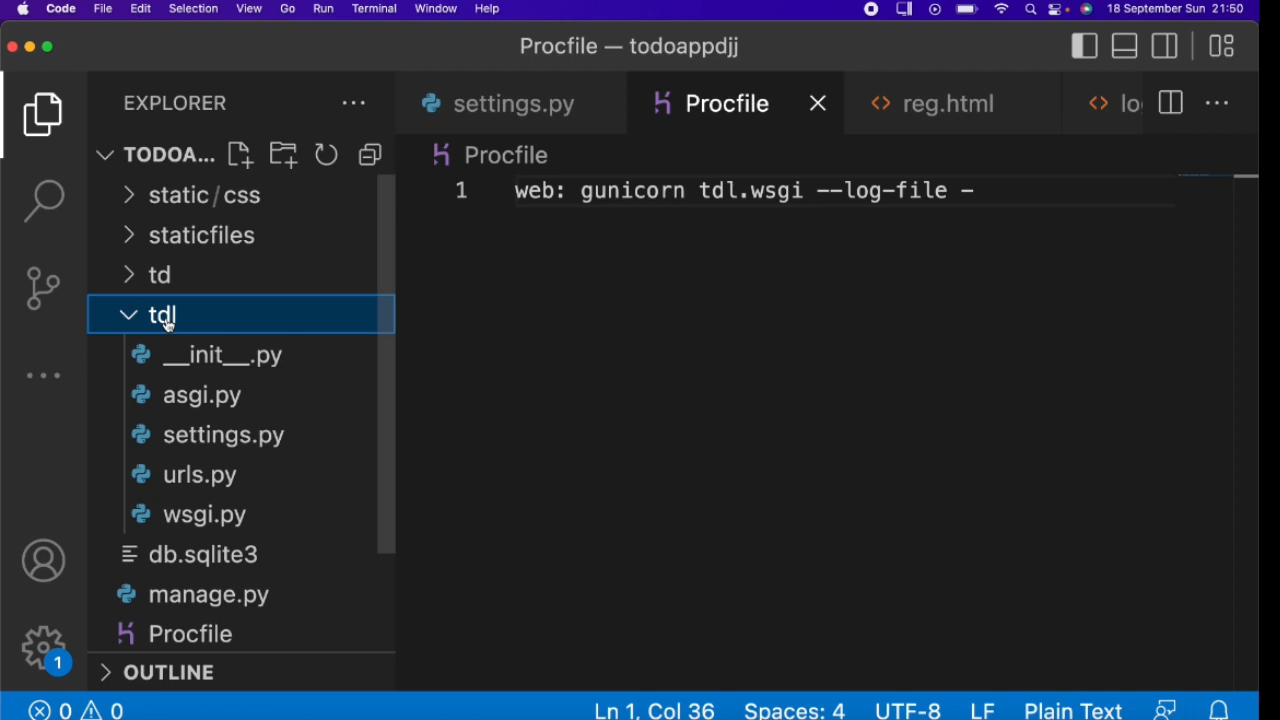 Code File Edit Selection View Go Run Terminal Window Help 18 September Sun 21:50
Procfile — todoappdjj
EXPLORER
settings.py
Procfile
reg.html
TODOA...
Procfile
static/css
1 web: gunicorn tdl.wsgi --log-file -
staticfiles
td
tdl
__init__.py
asgi.py
settings.py
urls.py
wsgi.py
db.sqlite3
manage.py
Procfile
1
OUTLINE
0 0 Ln 1, Col 36 Spaces: 4 UTF-8 LF Plain Text